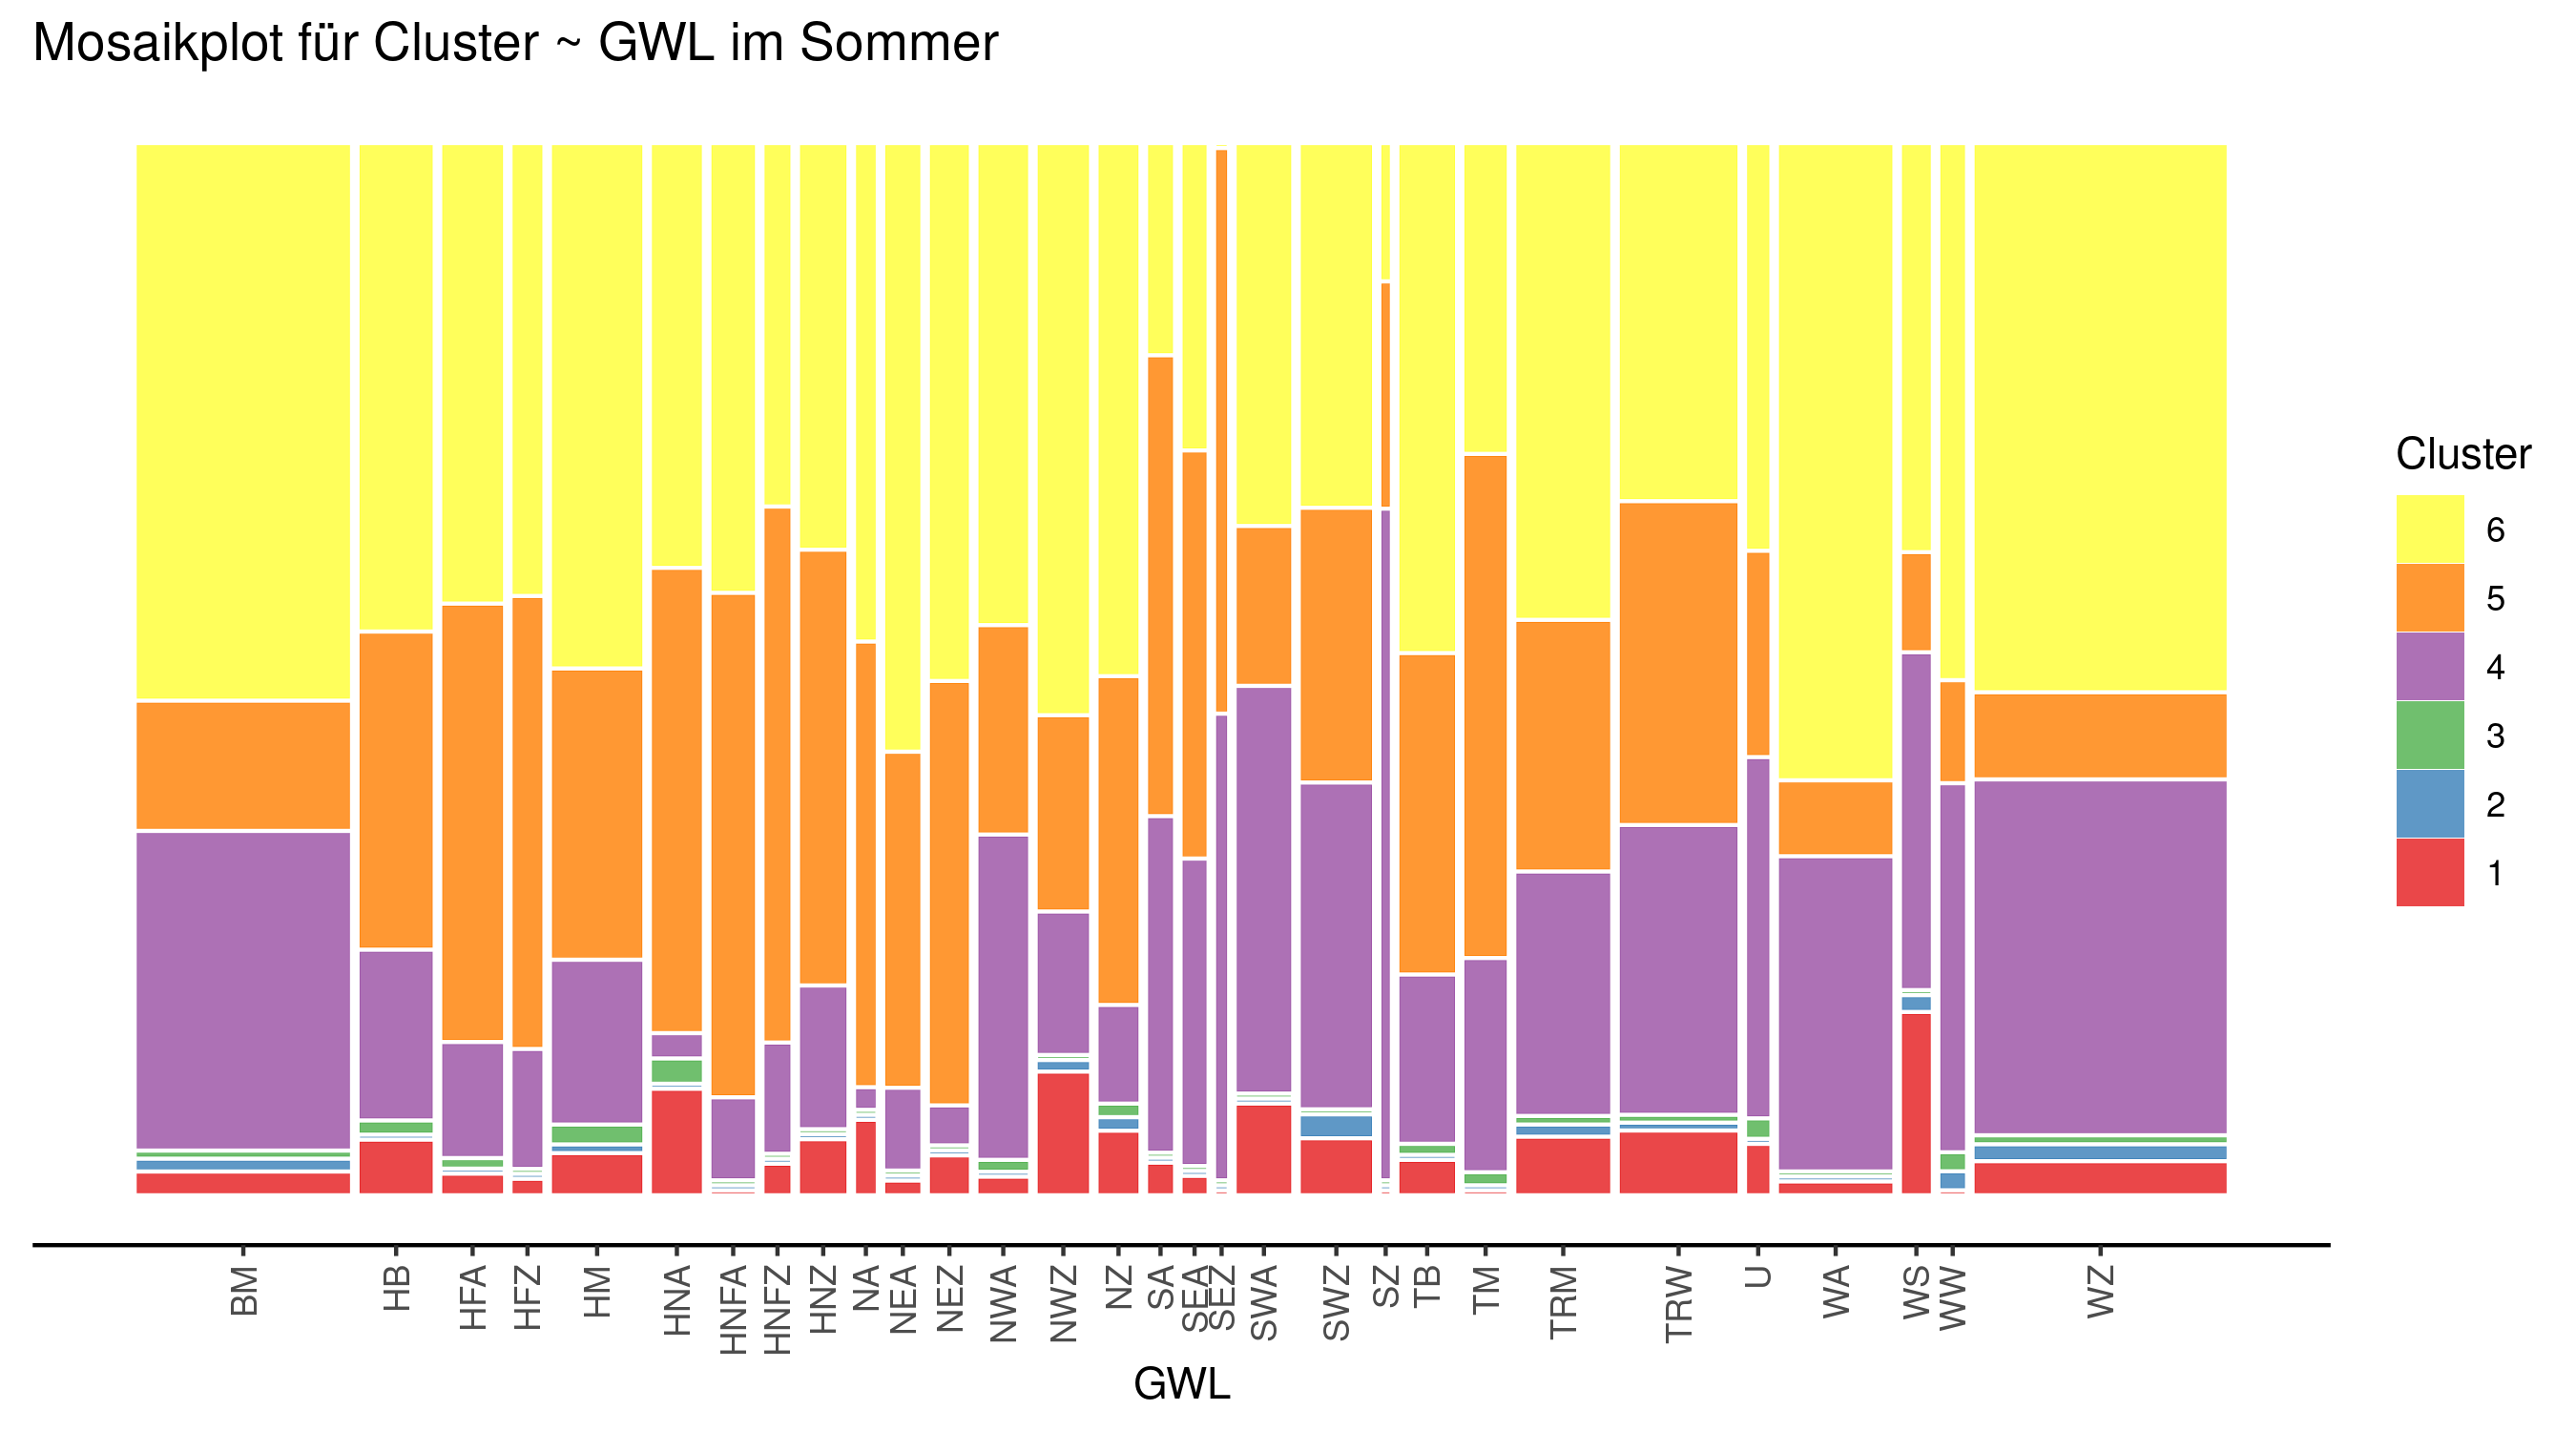 Mosaikplot für Cluster ~ GWL im Sommer
Cluster
6
5
4
3
2
1
BM
HB
HFA
HFZ
HM
HNA
HNFA
HNFZ
HNZ
NA
NEA
NEZ
NWA
NWZ
NZ
SA
SEA
SEZ
SWA
SWZ
SZ
TB
TM
TRM
TRW
U
WA
WS
WW
WZ
GWL